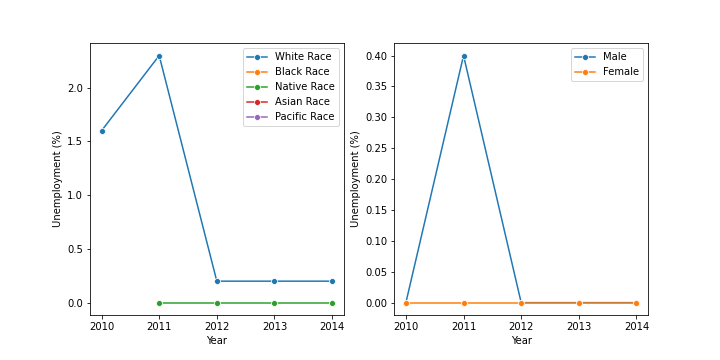 Unemployment (%)
2.0
1.5
1.0
0.5
0.0
2010 2011 2012 2013 2014
Year
White Race
Black Race
Native Race
Asian Race
Pacific Race
Unemployment (%)
0.40
0.35
0.30
0.25
0.20
0.15
0.10
0.05
0.00
2010 2011 2012 2013 2014
Year
Male
Female